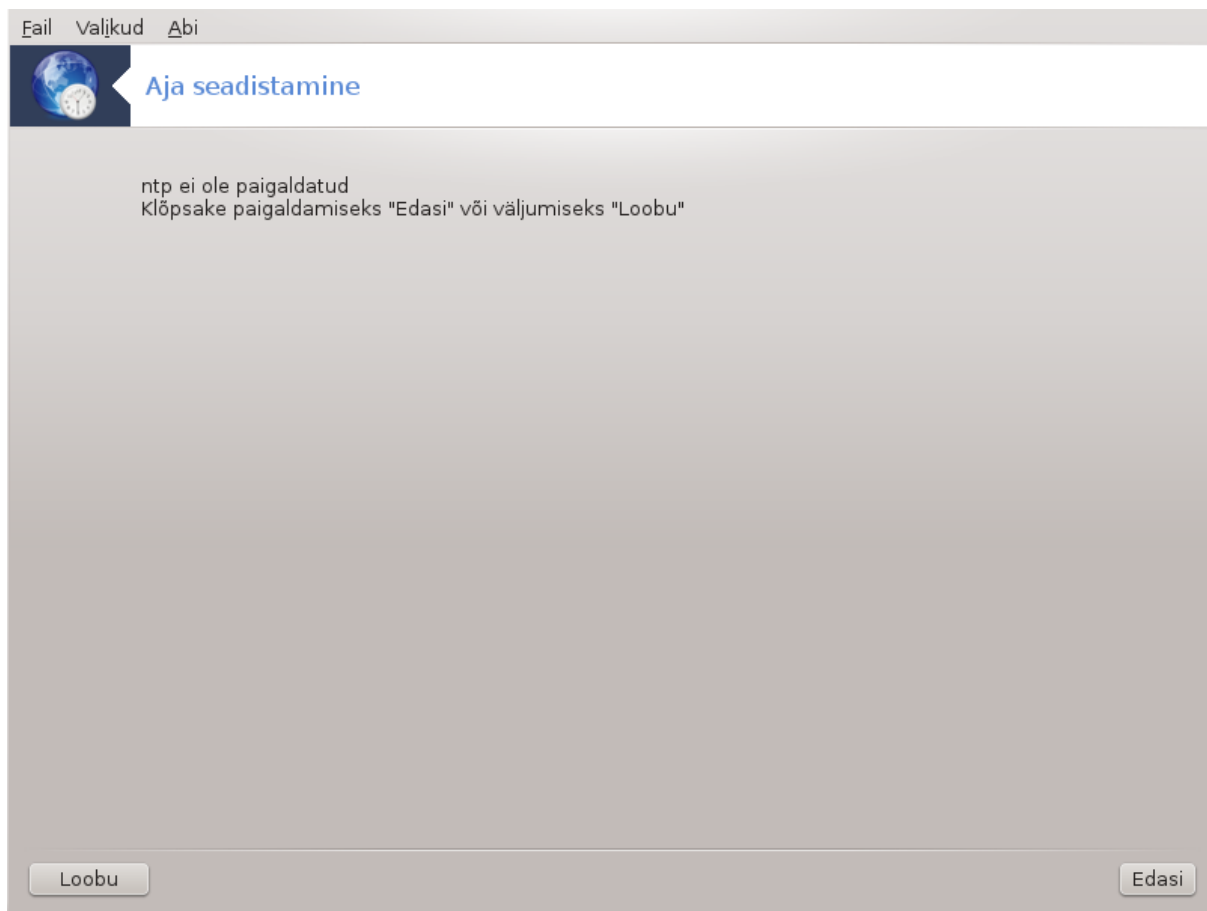 Fail Valikud Abi
Aja seadistamine
ntp ei ole paigaldatud
Klõpsake paigaldamiseks "Edasi" või väljumiseks "Loobu"
Loobu Edasi